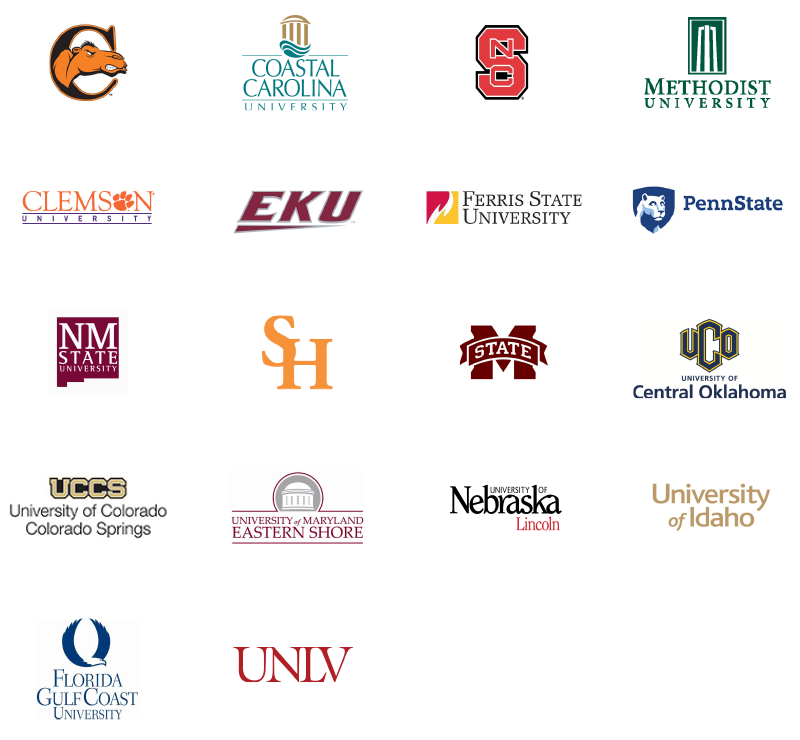 C
COASTAL
CAROLINA
UNIVERSITY
NCS
METHODIST
UNIVERSITY
CLEMSON
UNIVERSITY
EKU
FERRIS STATE
UNIVERSITY
PennState
NM
STATE
UNIVERSITY
SH
M
STATE
UCO
UNIVERSITY OF
Central Oklahoma
UCCS
University of Colorado
Colorado Springs
UNIVERSITY of MARYLAND
EASTERN SHORE
UNIVERSITY OF
Nebraska
Lincoln
University
of Idaho
FLORIDA
GULF COAST
UNIVERSITY
UNLV